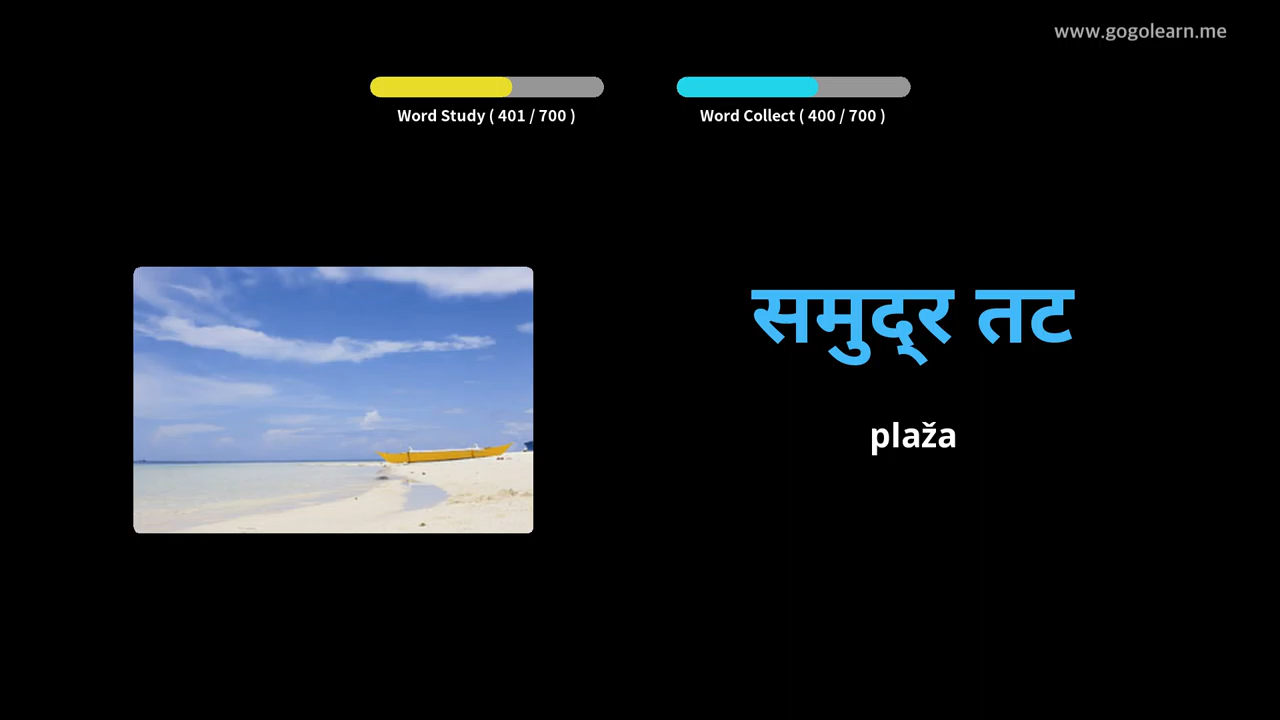 www.gogolearn.me
Word Study ( 401 / 700 )
Word Collect ( 400 / 700 )
समुद्र तट
plaža